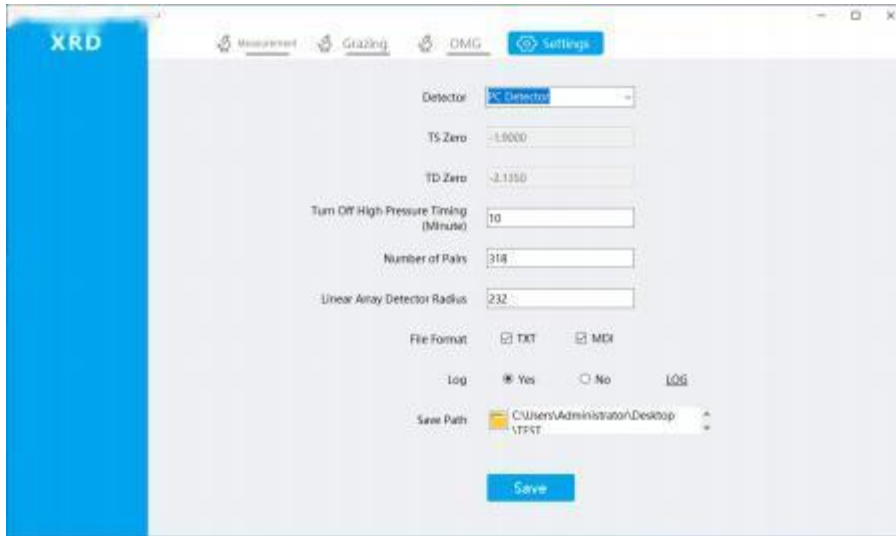 XRD
Measurement Grazing OMG Settings
Detector PC Detector
TS Zero -1.9000
TD Zero -2.1350
Turn Off High Pressure Timing
(Minute) 10
Number of Pairs 318
Linear Array Detector Radius 232
File Format TXT MDI
Log Yes No LOG
Save Path C:\Users\Administrator\Desktop
\TEST
Save